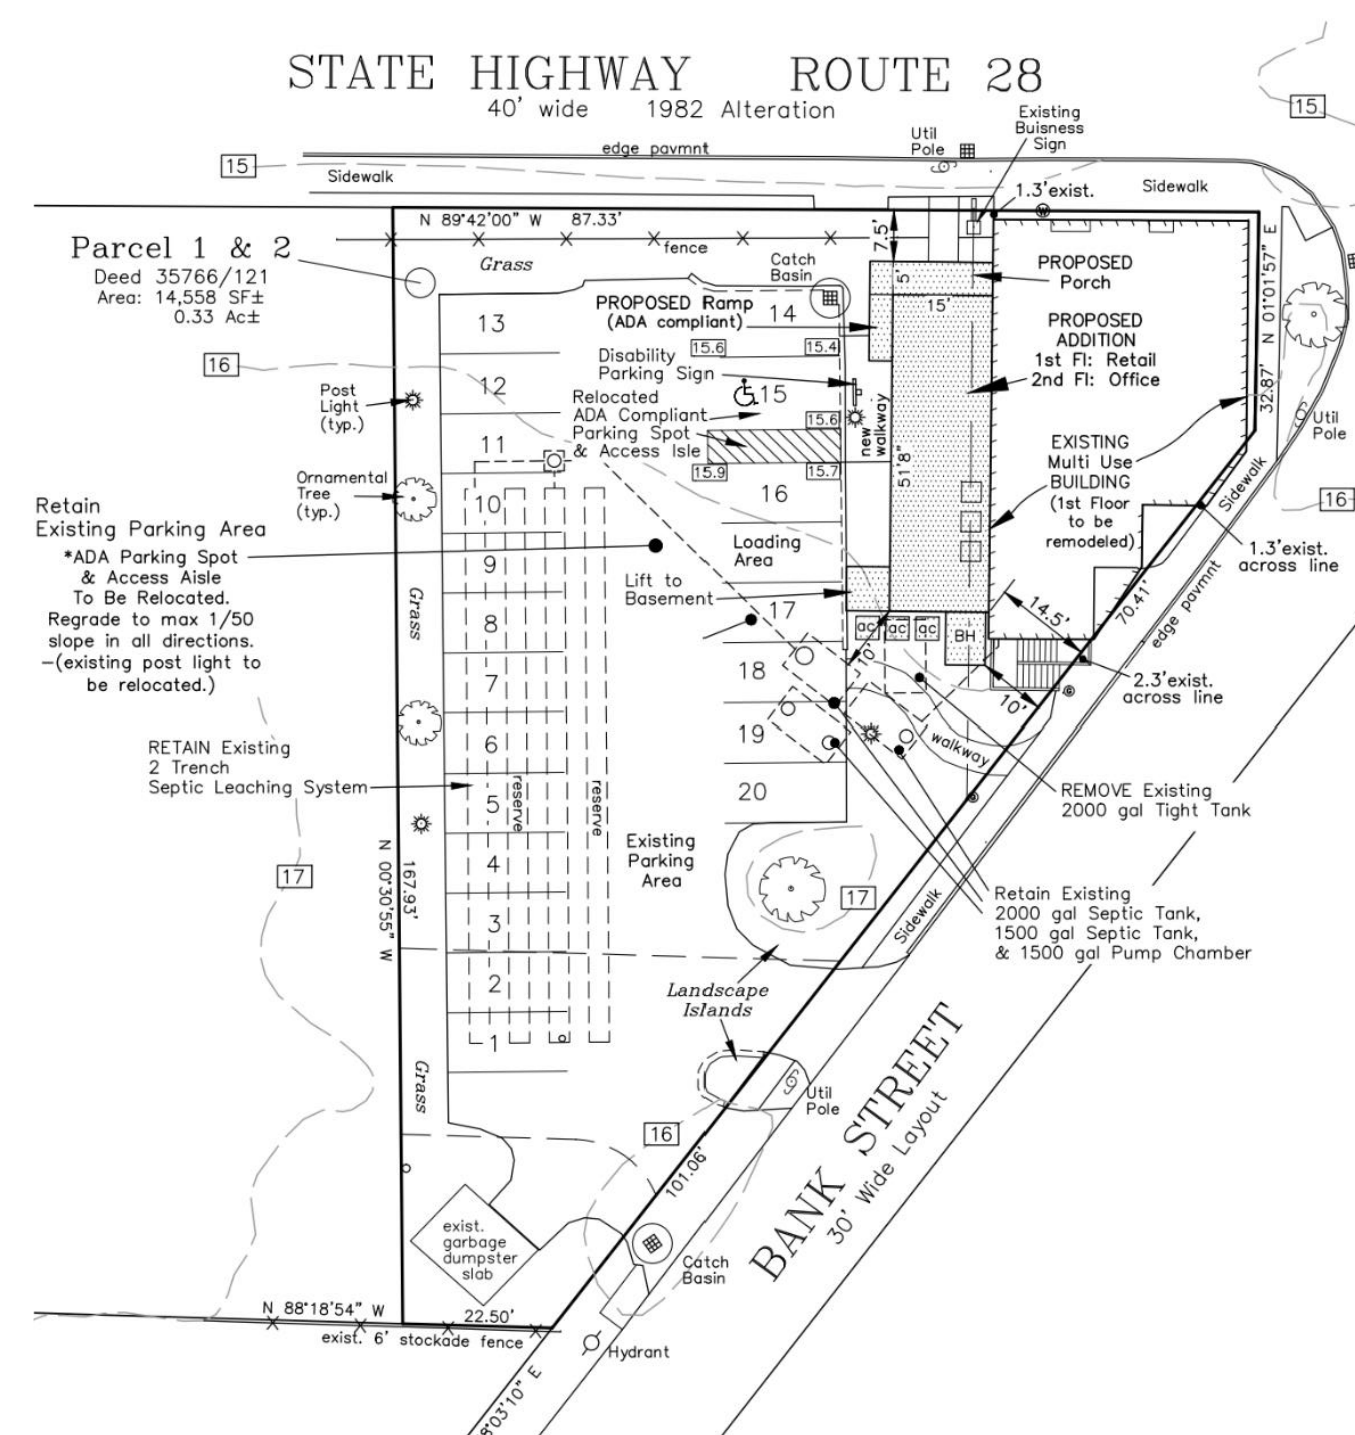 STATE HIGHWAY ROUTE 28
40' wide 1982 Alteration
Existing
Buisness
Sign
Util
Pole
15
edge pavmnt
15
Sidewalk
Sidewalk
1.3'exist.
W
N 89°42'00" W 87.33'
fence
7.5'
Parcel 1 & 2
Deed 35766/121
Area: 14,558 SF±
0.33 Ac±
Grass
Catch
Basin
5'
15'
PROPOSED
Porch
PROPOSED Ramp
(ADA compliant)
PROPOSED
ADDITION
1st Fl: Retail
2nd Fl: Office
N 01°01'57" E
32.87'
13
14
15.6
15.4
16
Disability
Parking Sign
Post
Light
(typ.)
12
15
Relocated
ADA Compliant
Parking Spot
& Access Isle
15.6
15.9
15.7
new
walkway
51'8"
Util
Pole
11
EXISTING
Multi Use
BUILDING
(1st Floor
to be
remodeled)
Sidewalk
Ornamental
Tree
(typ.)
10
16
16
Retain
Existing Parking Area
*ADA Parking Spot
& Access Aisle
To Be Relocated.
Regrade to max 1/50
slope in all directions.
-(existing post light to
be relocated.)
9
Loading
Area
1.3'exist.
across line
Lift to
Basement
Grass
8
17
ac
ac
ac
BH
14.5'
70.41'
edge pavmnt
10'
10'
7
18
2.3'exist.
across line
G
6
19
walkway
RETAIN Existing
2 Trench
Septic Leaching System
5
reserve
reserve
20
REMOVE Existing
2000 gal Tight Tank
4
Existing
Parking
Area
17
17
N 00°30'55" W
167.93'
Retain Existing
2000 gal Septic Tank,
1500 gal Septic Tank,
& 1500 gal Pump Chamber
3
Sidewalk
2
Landscape
Islands
1
Grass
Util
Pole
16
101.06'
BANK STREET
30' Wide Layout
exist.
garbage
dumpster
slab
Catch
Basin
N 88°18'54" W
22.50'
exist. 6' stockade fence
Hydrant
8°03'10" E